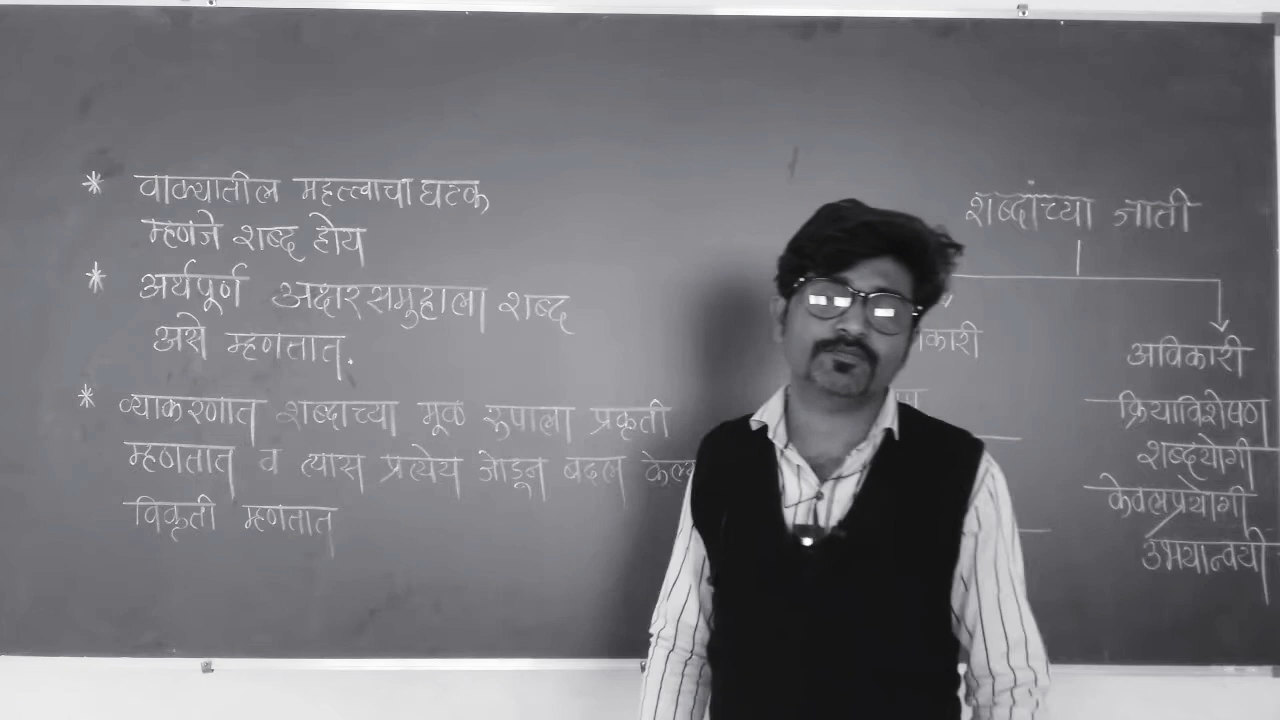 * वाक्यातील महत्त्वाचा घटक
म्हणजे शब्द होय
* अर्थपूर्ण अक्षरसमुहाला शब्द
असे म्हणतात.
* व्याकरणात शब्दाच्या मूळ रुपाला प्रकृती
म्हणतात व त्यास प्रत्येय जोडून बदल
विकृती म्हणतात
शब्दांच्या जाती
अविकारी
क्रियाविशेषण
शब्दयोगी
केवलप्रयोगी
उभयान्वयी